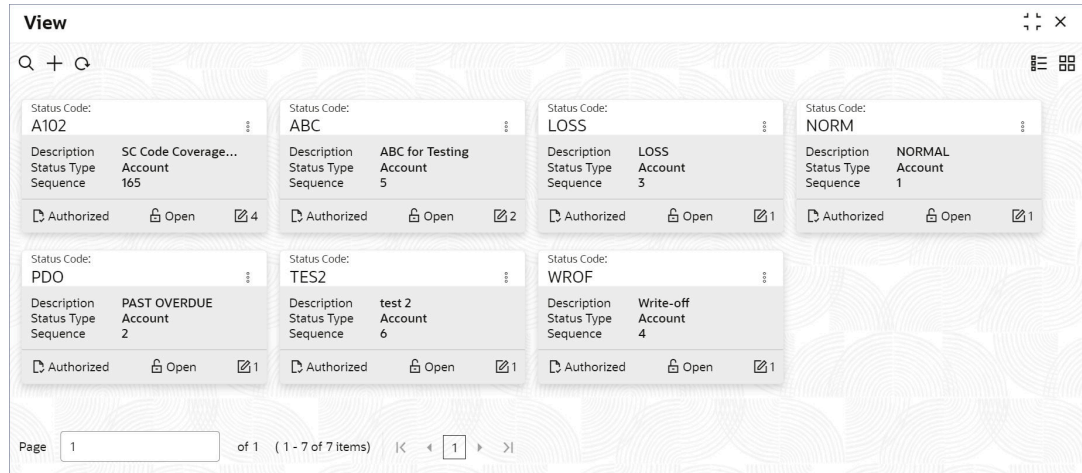 View
Status Code:
A102
Description SC Code Coverage...
Status Type Account
Sequence 165
Authorized Open 4
Status Code:
ABC
Description ABC for Testing
Status Type Account
Sequence 5
Authorized Open 2
Status Code:
LOSS
Description LOSS
Status Type Account
Sequence 3
Authorized Open 1
Status Code:
NORM
Description NORMAL
Status Type Account
Sequence 1
Authorized Open 1
Status Code:
PDO
Description PAST OVERDUE
Status Type Account
Sequence 2
Authorized Open 1
Status Code:
TES2
Description test 2
Status Type Account
Sequence 6
Authorized Open 1
Status Code:
WROF
Description Write-off
Status Type Account
Sequence 4
Authorized Open 1
Page 1 of 1 ( 1 - 7 of 7 items) 1